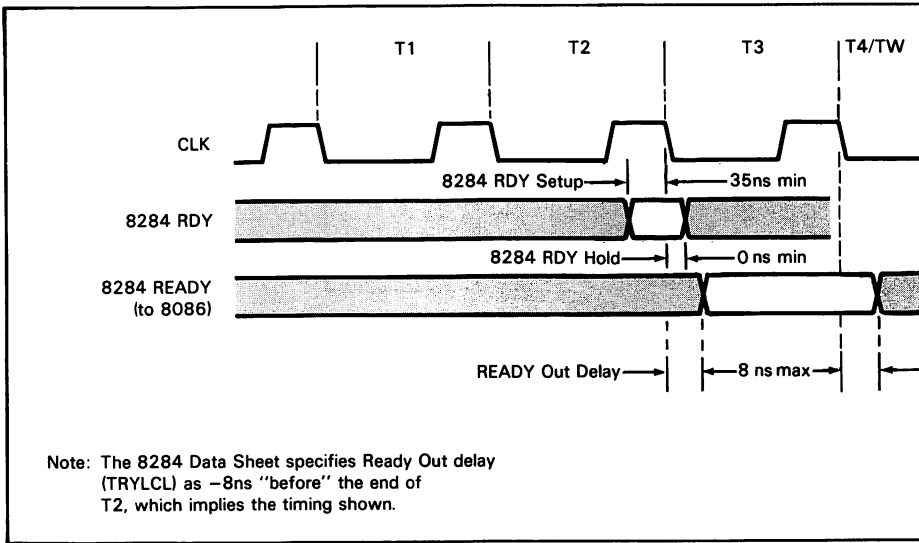 T1 T2 T3 T4/TW
CLK
8284 RDY Setup 35ns min
8284 RDY
8284 RDY Hold 0 ns min
8284 READY
(to 8086)
READY Out Delay 8 ns max
Note: The 8284 Data Sheet specifies Ready Out delay
(TRYLCL) as −8ns "before" the end of
T2, which implies the timing shown.